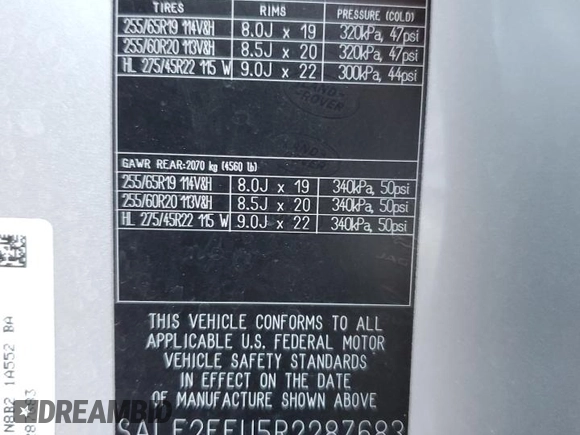 TIRES RIMS PRESSURE (COLD)
255/65R19 114V&H 8.0J x 19 320kPa, 47psi
255/60R20 113V&H 8.5J x 20 320kPa, 47psi
HL 275/45R22 115 W 9.0J x 22 300kPa, 44psi
GAWR REAR:2070 kg (4560 lb)
255/65R19 114V&H 8.0J x 19 340kPa, 50psi
255/60R20 113V&H 8.5J x 20 340kPa, 50psi
HL 275/45R22 115 W 9.0J x 22 340kPa, 50psi
THIS VEHICLE CONFORMS TO ALL
APPLICABLE U.S. FEDERAL MOTOR
VEHICLE SAFETY STANDARDS
IN EFFECT ON THE DATE
OF MANUFACTURE SHOWN ABOVE
N8B2 1A552 BA
DREAMBID